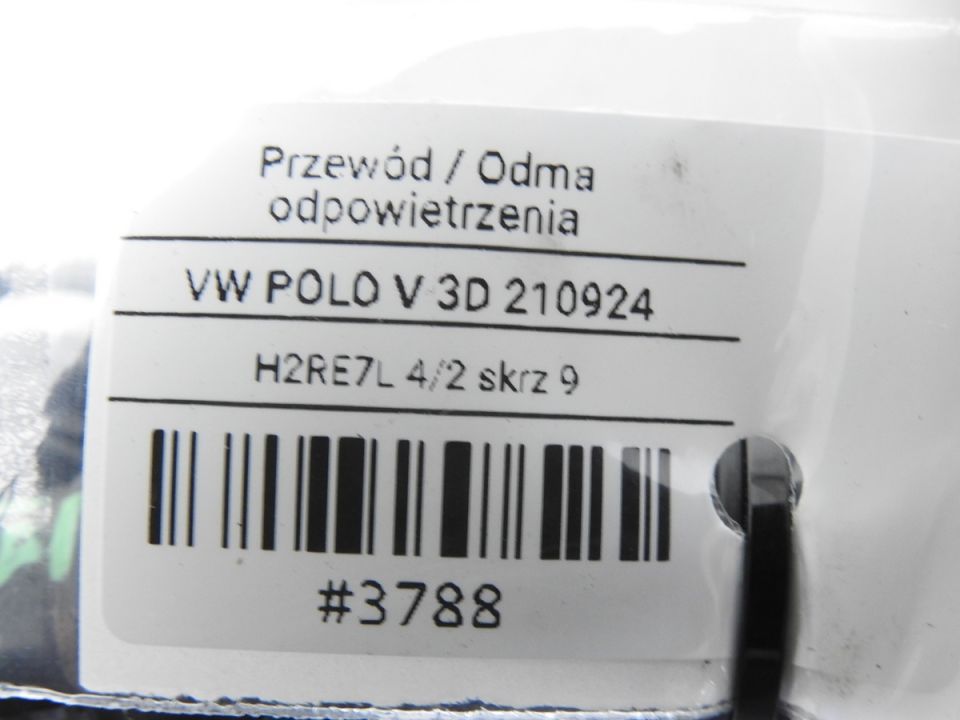 Przewód / Odma
odpowietrzenia
VW POLO V 3D 210924
H2RE7L 4/2 skrz 9
#3788